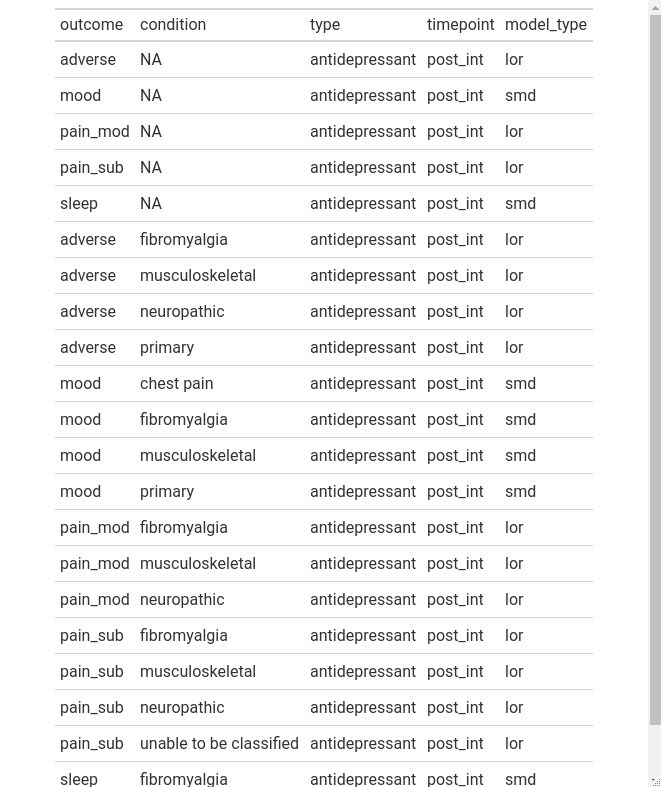 outcome condition type timepoint model_type
adverse NA antidepressant post_int lor
mood NA antidepressant post_int smd
pain_mod NA antidepressant post_int lor
pain_sub NA antidepressant post_int lor
sleep NA antidepressant post_int smd
adverse fibromyalgia antidepressant post_int lor
adverse musculoskeletal antidepressant post_int lor
adverse neuropathic antidepressant post_int lor
adverse primary antidepressant post_int lor
mood chest pain antidepressant post_int smd
mood fibromyalgia antidepressant post_int smd
mood musculoskeletal antidepressant post_int smd
mood primary antidepressant post_int smd
pain_mod fibromyalgia antidepressant post_int lor
pain_mod musculoskeletal antidepressant post_int lor
pain_mod neuropathic antidepressant post_int lor
pain_sub fibromyalgia antidepressant post_int lor
pain_sub musculoskeletal antidepressant post_int lor
pain_sub neuropathic antidepressant post_int lor
pain_sub unable to be classified antidepressant post_int lor
sleep fibromyalgia antidepressant post_int smd